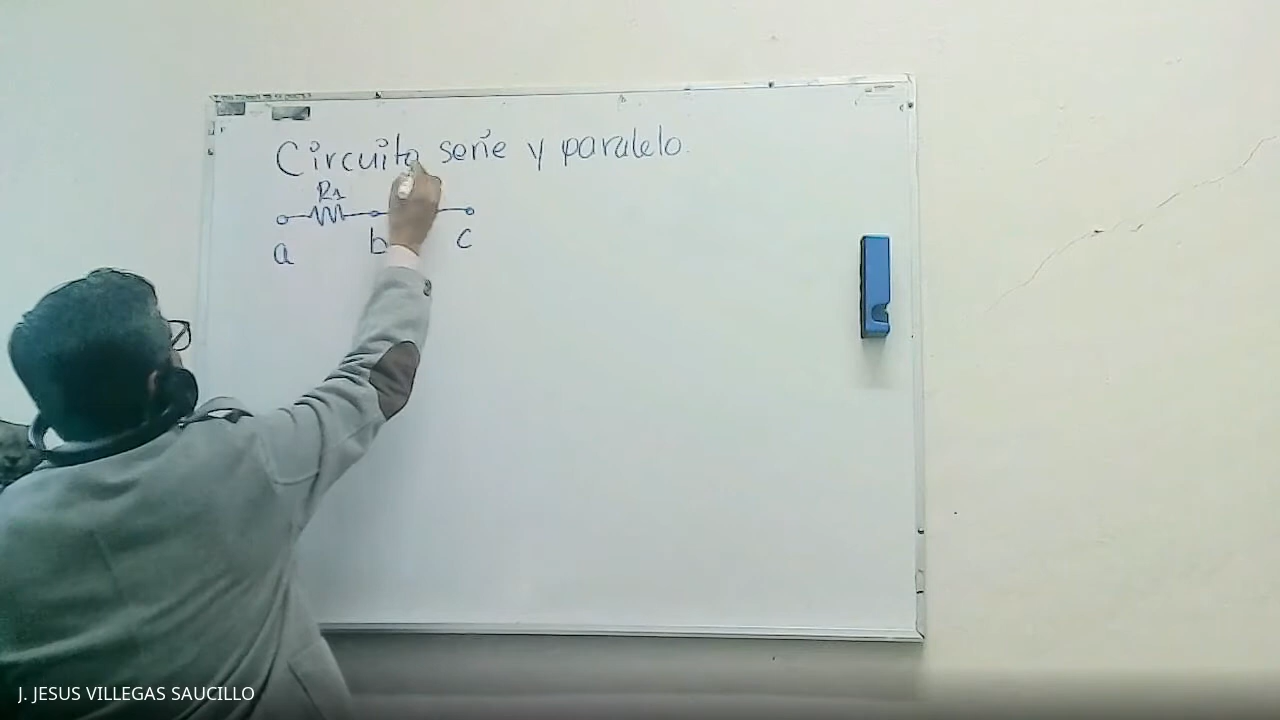 Circuito serie y paralelo.
R1
a b c
J. JESUS VILLEGAS SAUCILLO